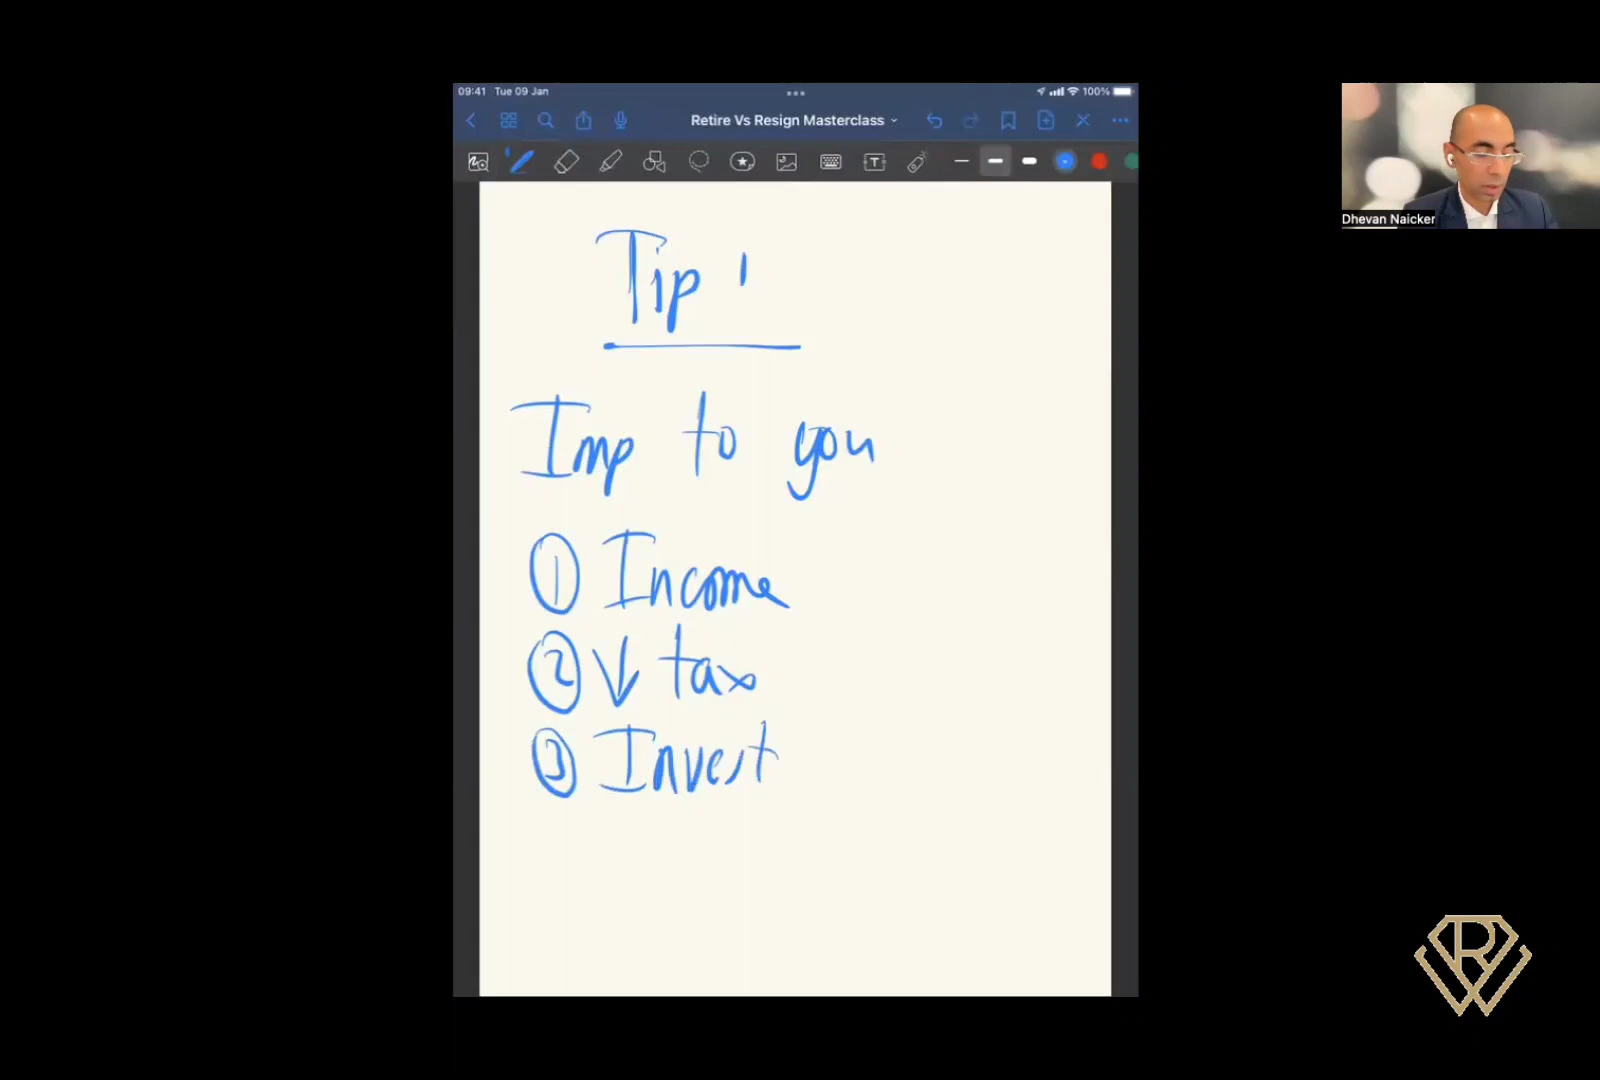 09:41 Tue 09 Jan
100%
Retire Vs Resign Masterclass
T
Tip 1
Imp to you
① Income
② ↓ tax
③ Invest
Dhevan Naicker
RW